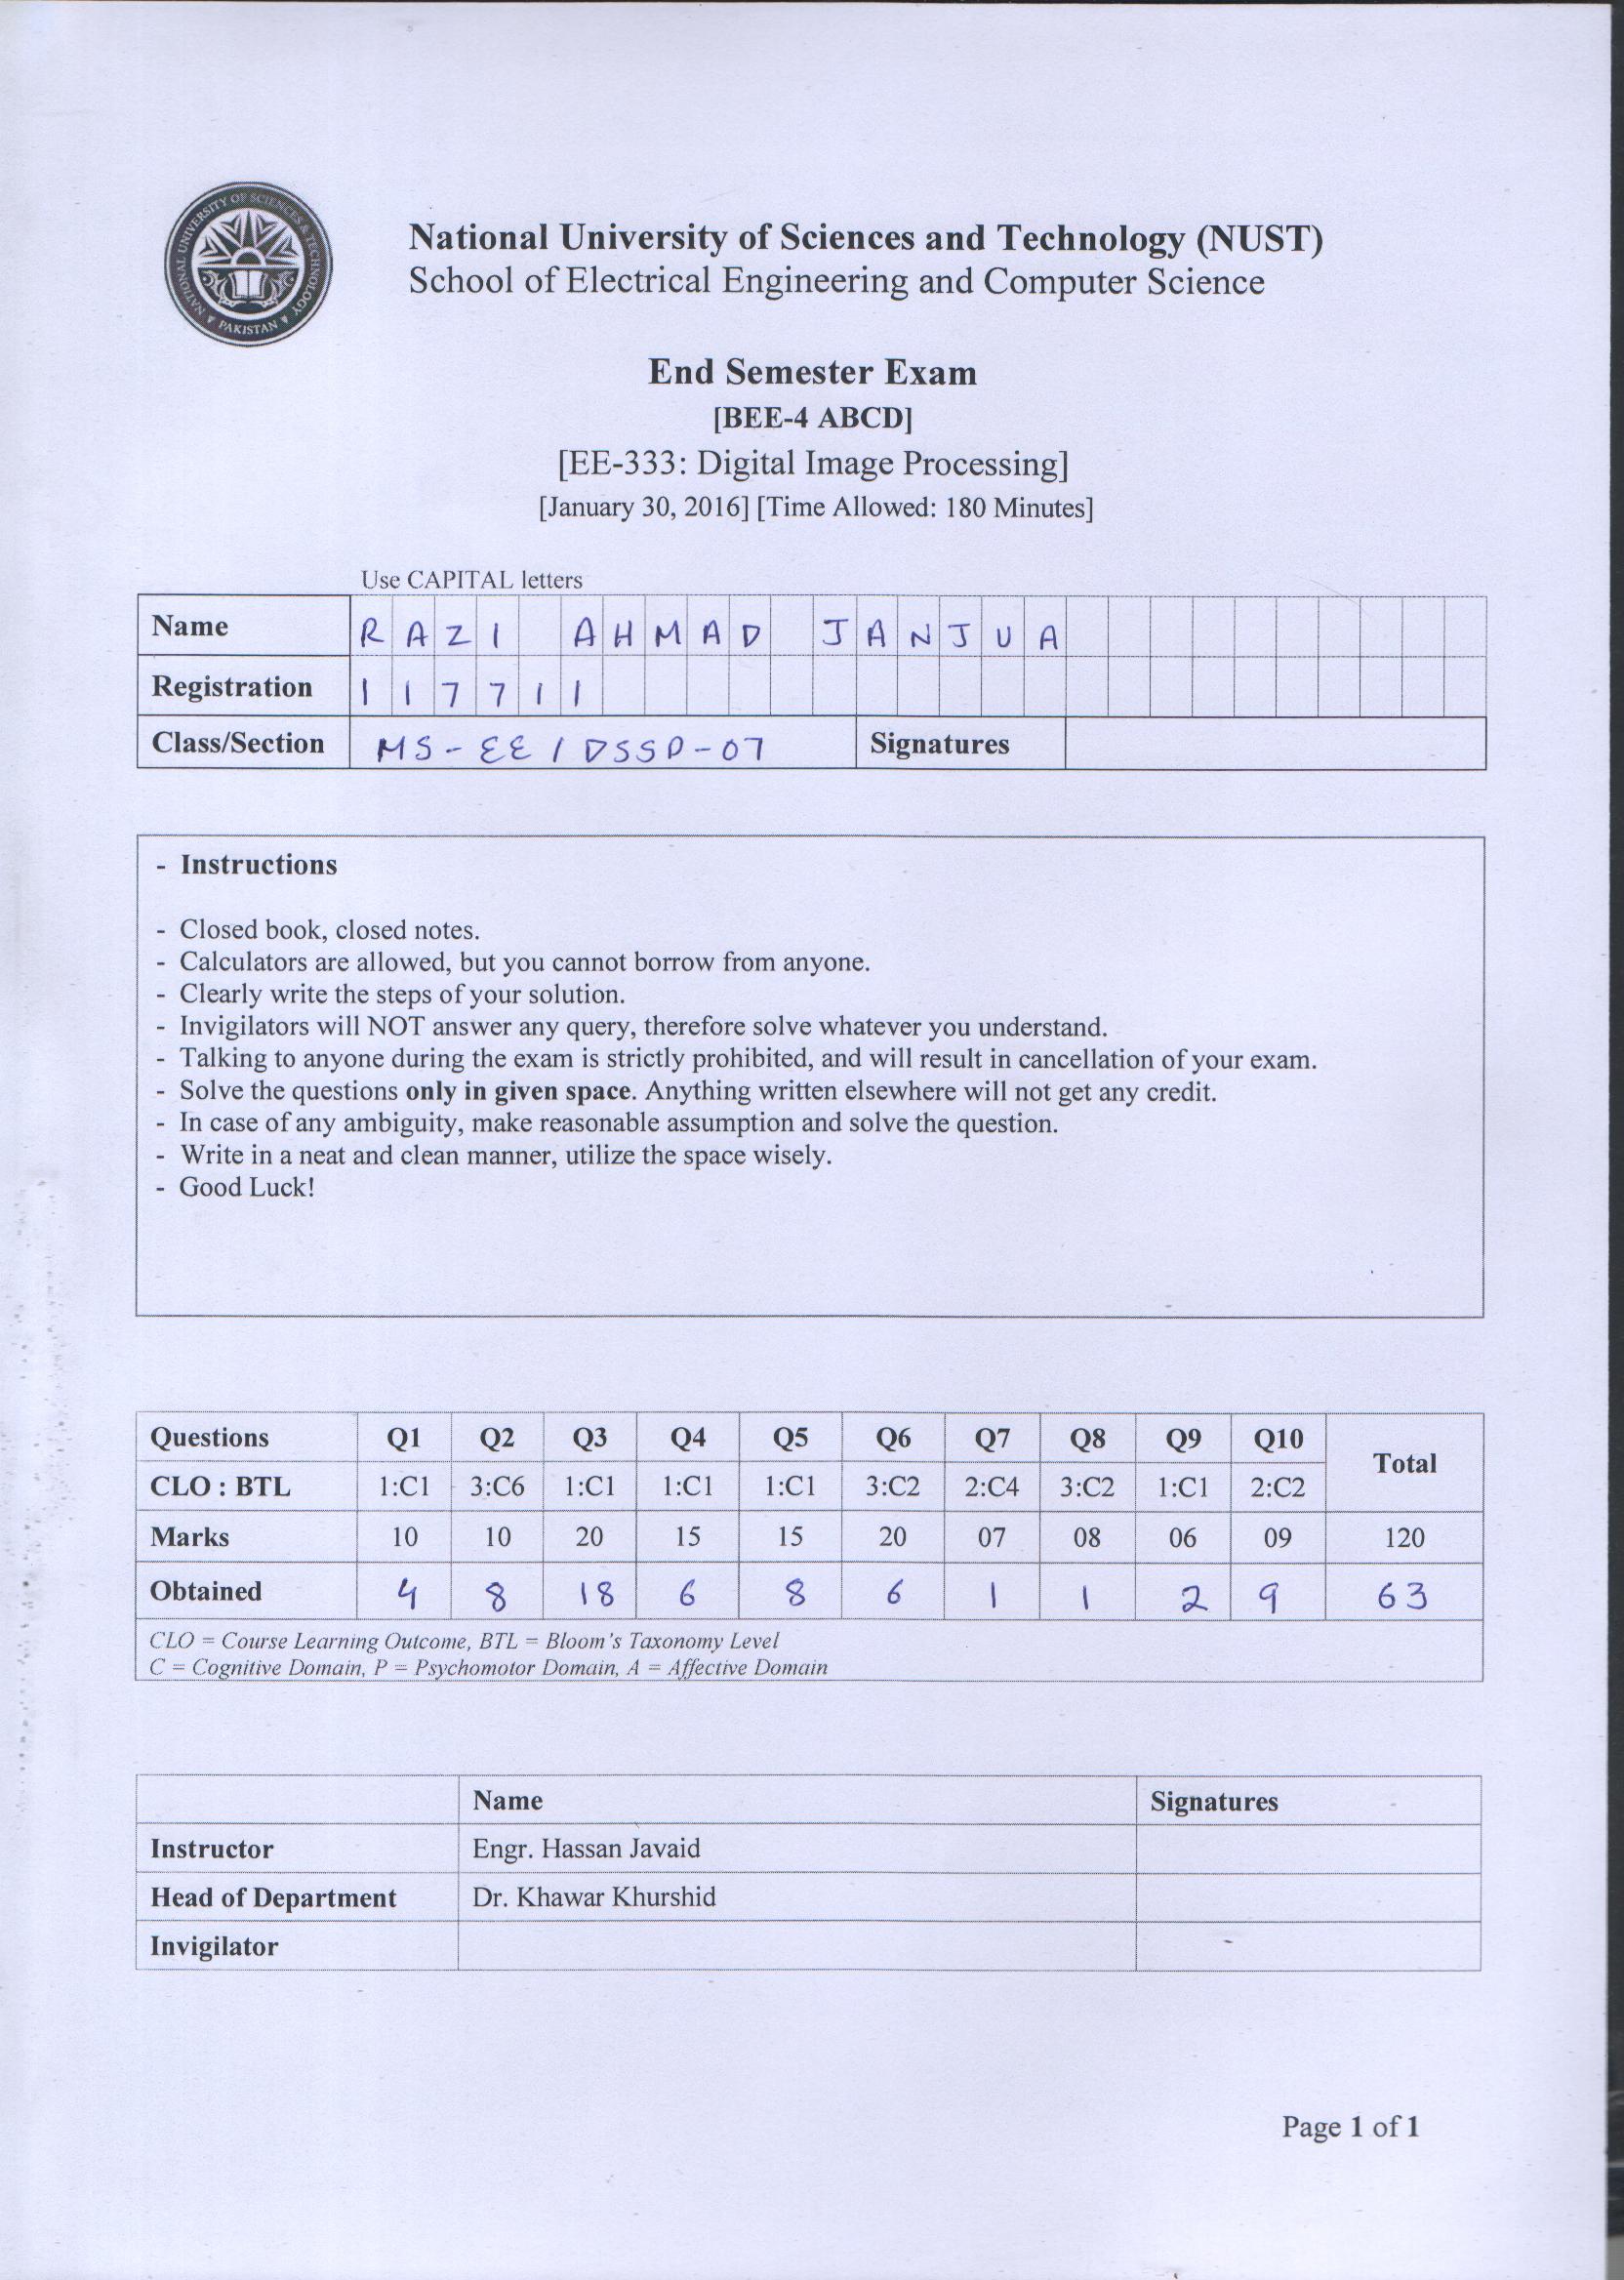 NATIONAL UNIVERSITY OF SCIENCES & TECHNOLOGY
PAKISTAN
National University of Sciences and Technology (NUST)
School of Electrical Engineering and Computer Science
End Semester Exam
[BEE-4 ABCD]
[EE-333: Digital Image Processing]
[January 30, 2016] [Time Allowed: 180 Minutes]
Use CAPITAL letters
Name RAZI AHMAD JANJUA
Registration 117711
Class/Section MS-EE/DSSP-07 Signatures
- Instructions
- Closed book, closed notes.
- Calculators are allowed, but you cannot borrow from anyone.
- Clearly write the steps of your solution.
- Invigilators will NOT answer any query, therefore solve whatever you understand.
- Talking to anyone during the exam is strictly prohibited, and will result in cancellation of your exam.
- Solve the questions only in given space. Anything written elsewhere will not get any credit.
- In case of any ambiguity, make reasonable assumption and solve the question.
- Write in a neat and clean manner, utilize the space wisely.
- Good Luck!
Questions Q1 Q2 Q3 Q4 Q5 Q6 Q7 Q8 Q9 Q10 Total
CLO : BTL 1:C1 3:C6 1:C1 1:C1 1:C1 3:C2 2:C4 3:C2 1:C1 2:C2
Marks 10 10 20 15 15 20 07 08 06 09 120
Obtained 4 8 18 6 8 6 1 1 2 9 63
CLO = Course Learning Outcome, BTL = Bloom's Taxonomy Level
C = Cognitive Domain, P = Psychomotor Domain, A = Affective Domain
Name Signatures
Instructor Engr. Hassan Javaid
Head of Department Dr. Khawar Khurshid
Invigilator
Page 1 of 1